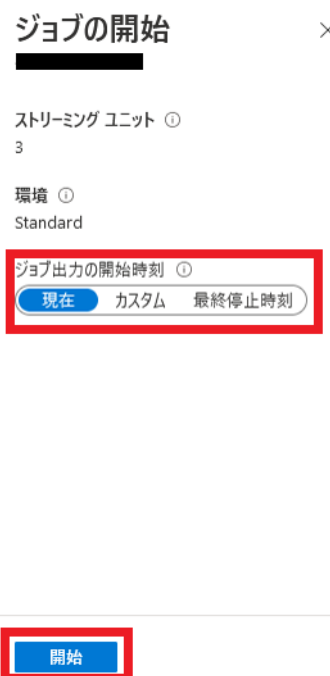 ジョブの開始
ストリーミング ユニット
3
環境
Standard
ジョブ出力の開始時刻
現在 カスタム 最終停止時刻
開始